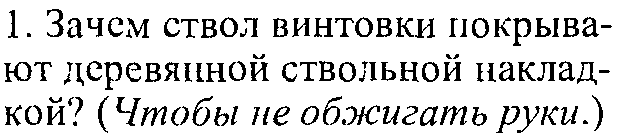 1. Зачем ствол винтовки покрыва-
ют деревянной ствольной наклад-
кой? (Чтобы не обжигать руки.)